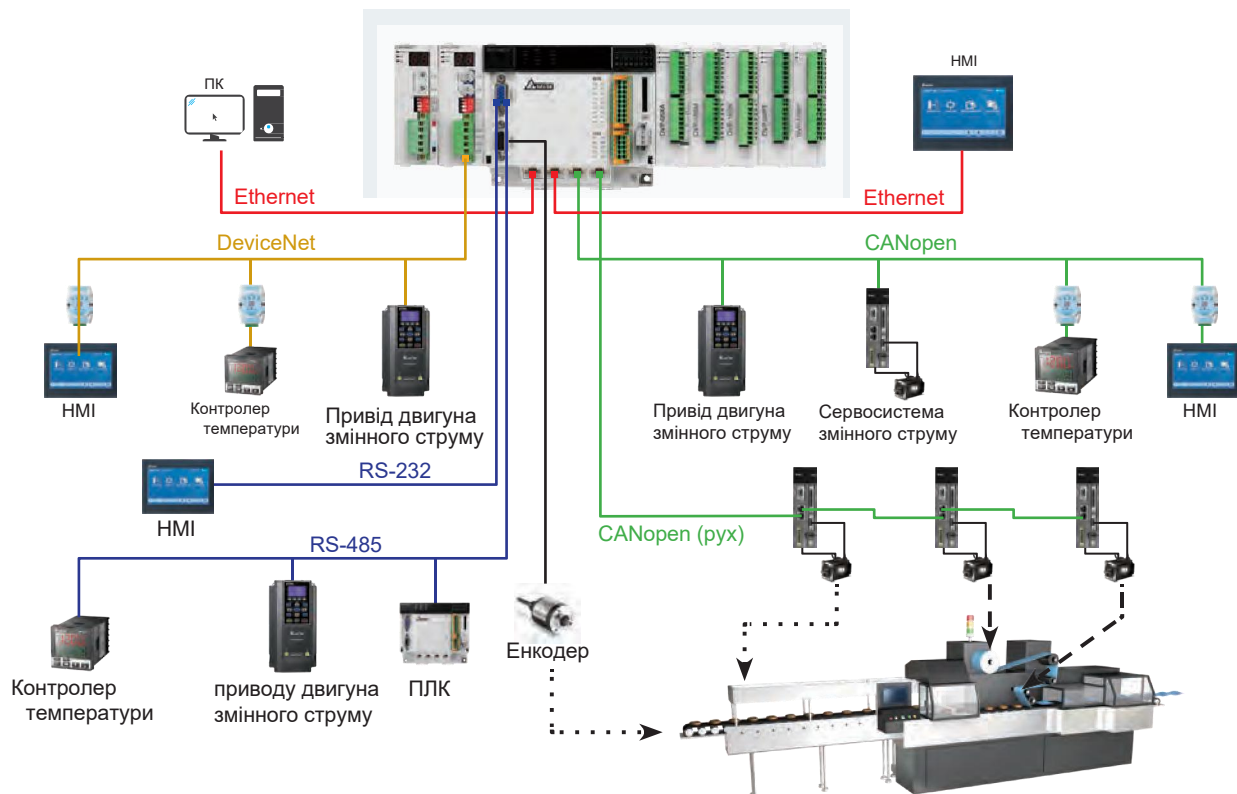 ПК
HMI
Ethernet
Ethernet
DeviceNet
CANopen
HMI
Контролер
температури
Привід двигуна
змінного струму
Привід двигуна
змінного струму
Сервосистема
змінного струму
Контролер
температури
HMI
RS-232
HMI
CANopen (рух)
RS-485
Енкодер
Контролер
температури
приводу двигуна
змінного струму
ПЛК